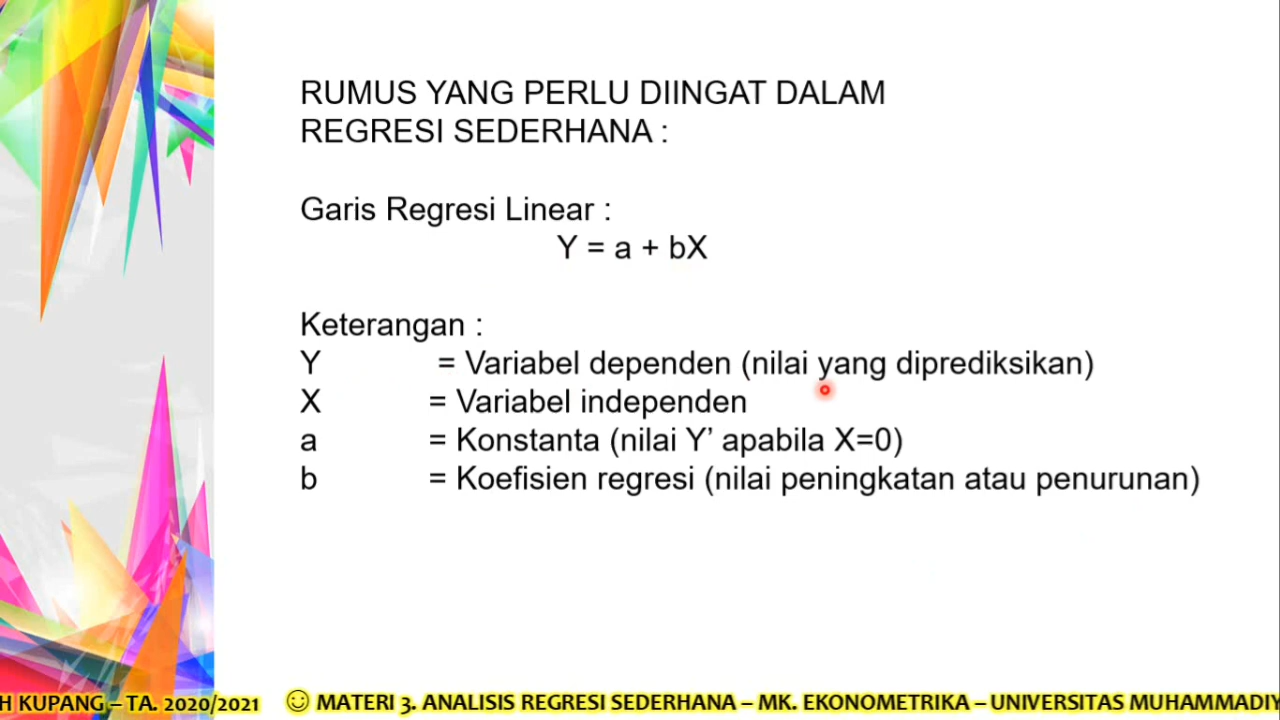 RUMUS YANG PERLU DIINGAT DALAM
REGRESI SEDERHANA :
Garis Regresi Linear :
Y = a + bX
Keterangan :
Y = Variabel dependen (nilai yang diprediksikan)
X = Variabel independen
a = Konstanta (nilai Y’ apabila X=0)
b = Koefisien regresi (nilai peningkatan atau penurunan)
H KUPANG – TA. 2020/2021 ☺ MATERI 3. ANALISIS REGRESI SEDERHANA – MK. EKONOMETRIKA – UNIVERSITAS MUHAMMADIY